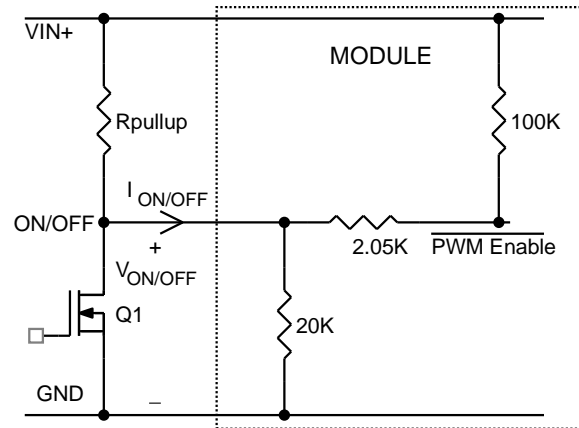 VIN+
MODULE
Rpullup
100K
I ON/OFF
ON/OFF
+
2.05K
PWM Enable
V ON/OFF
Q1
20K
GND
_